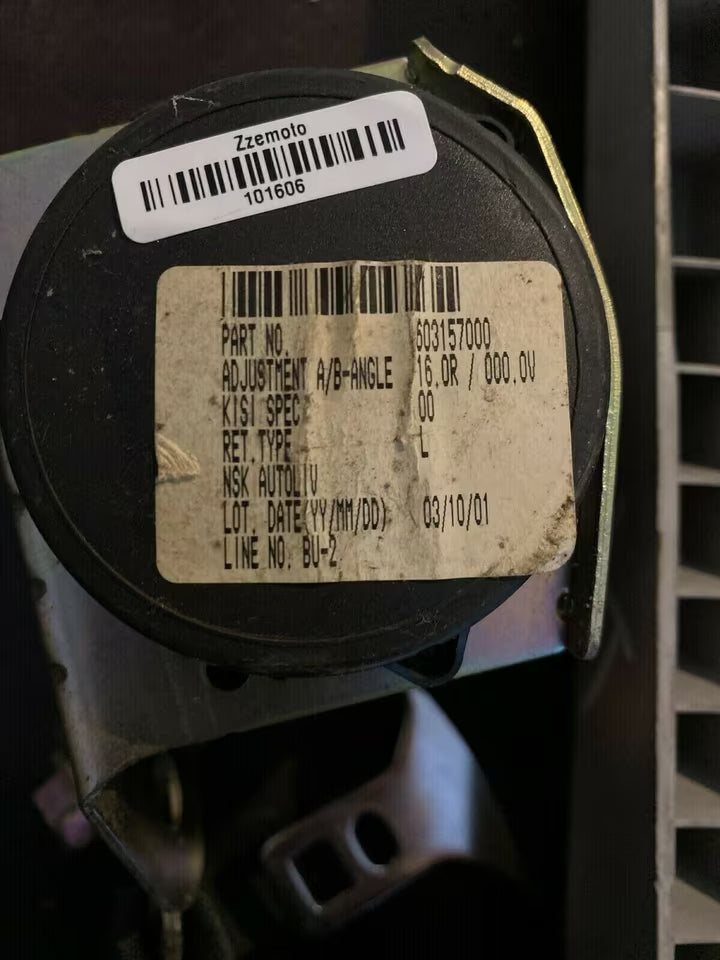 Zzemoto
101606
PART NO. 603157000
ADJUSTMENT A/B-ANGLE 16.0R / 000.0V
KISI SPEC 00
RET.TYPE L
NSK AUTOLIV
LOT. DATE(YY/MM/DD) 03/10/01
LINE NO. BU-2